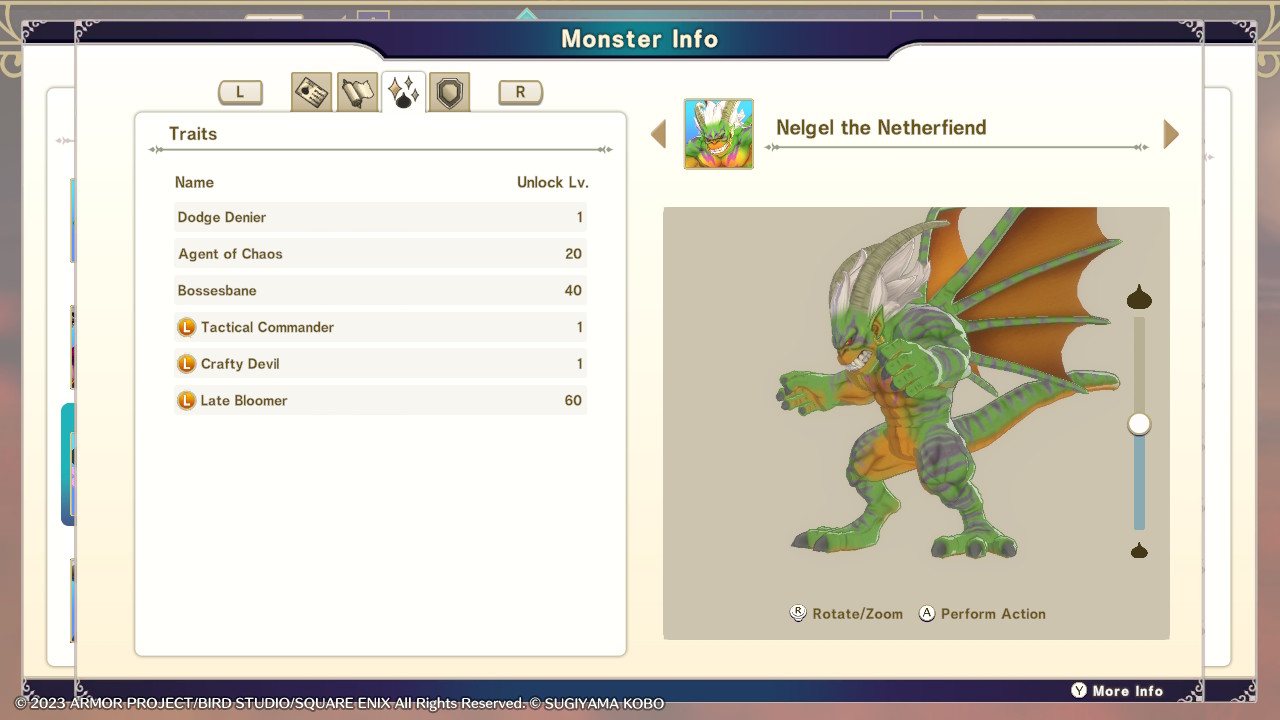 Monster Info
L
R
Traits
Name Unlock Lv.
Dodge Denier 1
Agent of Chaos 20
Bossesbane 40
L Tactical Commander 1
L Crafty Devil 1
L Late Bloomer 60
Nelgel the Netherfiend
R Rotate/Zoom A Perform Action
Y More Info
© 2023 ARMOR PROJECT/BIRD STUDIO/SQUARE ENIX All Rights Reserved. © SUGIYAMA KOBO